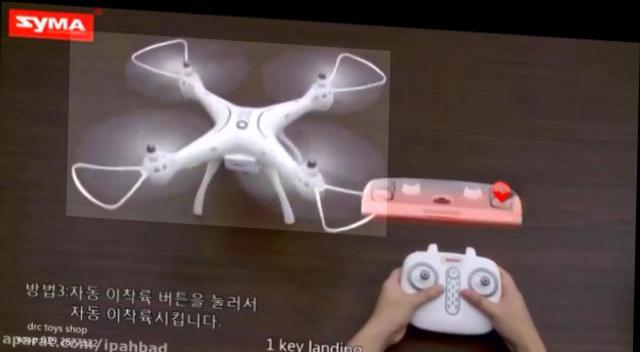 SYMA
방법3:자동 이착륙 버튼을 눌러서
자동 이착륙시킵니다.
drc toys shop
aparat.com/ipahbad
1 key landing